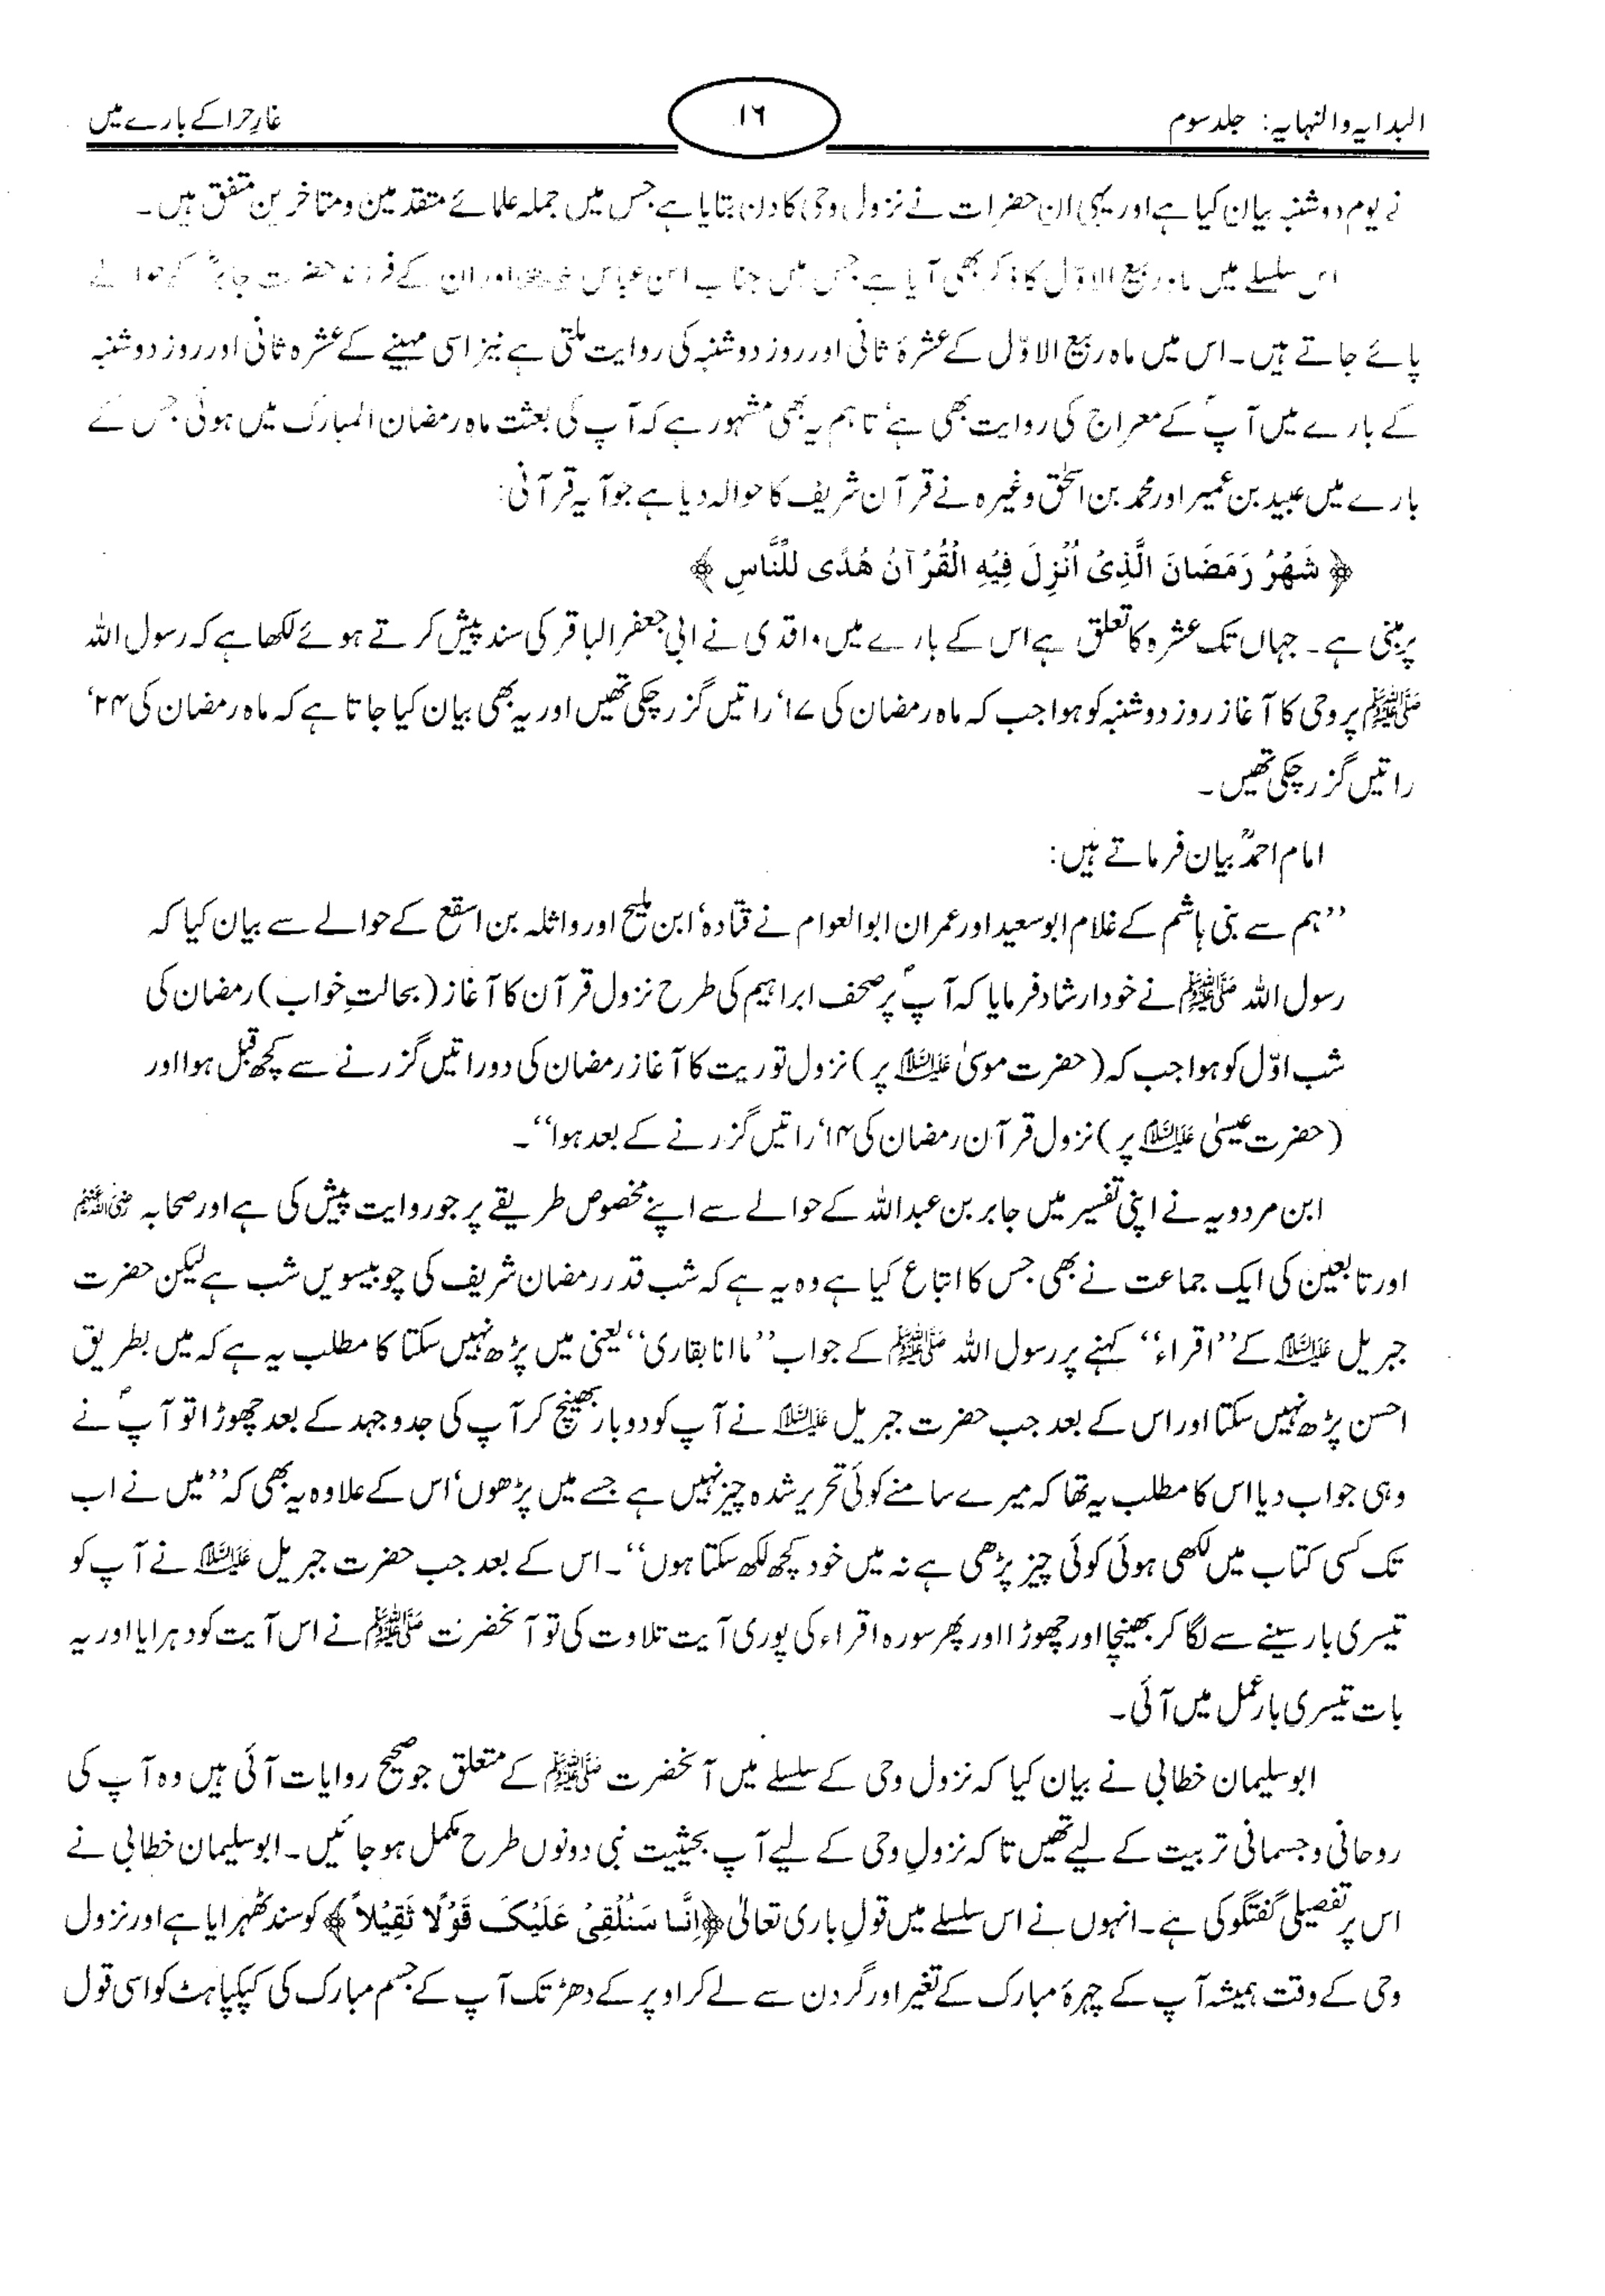 البدایہ والنہایہ: جلد سوم
۱۶
غارِ حرا کے بارے میں
نے یوم دوشنبہ بیان کیا ہے اور یہی ان حضرات نے نزول وحی کا دن بتایا ہے جس میں جملہ علمائے متقدمین و متاخرین متفق ہیں۔
اس سلسلے میں ماہ ربیع الاوّل کا ذکر بھی آیا ہے جس میں جناب ابن عباس اور ان کے فرزند حضرت جابرؓ کے حوالے
پائے جاتے ہیں۔ اس میں ماہ ربیع الاوّل کے عشرۂ ثانی اور روز دوشنبہ کی روایت ملتی ہے نیز اسی مہینے کے عشرہ ثانی اور روز دوشنبہ
کے بارے میں آپؐ کے معراج کی روایت بھی ہے‘ تاہم یہ بھی مشہور ہے کہ آپ کی بعثت ماہ رمضان المبارک میں ہوئی جس کے
بارے میں عبید بن عمیر اور محمد بن اسحٰق وغیرہ نے قرآن شریف کا حوالہ دیا ہے جو آیہ قرآنی:
﴿ شَهْرُ رَمَضَانَ الَّذِیْ اُنْزِلَ فِیْهِ الْقُرْآنُ هُدًی لِلنَّاسِ ﴾
پر مبنی ہے۔ جہاں تک عشرہ کا تعلق ہے اس کے بارے میں واقدی نے ابی جعفر الباقر کی سند پیش کرتے ہوئے لکھا ہے کہ رسول اللہ
ﷺ پر وحی کا آغاز روز دوشنبہ کو ہوا جب کہ ماہ رمضان کی ۱۷‘ راتیں گزر چکی تھیں اور یہ بھی بیان کیا جاتا ہے کہ ماہ رمضان کی ۲۴‘
راتیں گزر چکی تھیں۔
امام احمدؒ بیان فرماتے ہیں:
’’ہم سے بنی ہاشم کے غلام ابوسعید اور عمران ابوالعوام نے قتادہ‘ ابن ملیح اور واثلہ بن اسقع کے حوالے سے بیان کیا کہ
رسول اللہ ﷺ نے خود ارشاد فرمایا کہ آپؐ پر صحف ابراہیم کی طرح نزول قرآن کا آغاز (بحالتِ خواب) رمضان کی
شب اوّل کو ہوا جب کہ (حضرت موسیٰ علیہ السلام پر) نزول توریت کا آغاز رمضان کی دو راتیں گزرنے سے کچھ قبل ہوا اور
(حضرت عیسیٰ علیہ السلام پر) نزول قرآن رمضان کی ۱۴‘ راتیں گزرنے کے بعد ہوا‘‘۔
ابن مردویہ نے اپنی تفسیر میں جابر بن عبداللہ کے حوالے سے اپنے مخصوص طریقے پر جو روایت پیش کی ہے اور صحابہ رضی اللہ عنہم
اور تابعین کی ایک جماعت نے بھی جس کا اتباع کیا ہے وہ یہ ہے کہ شب قدر رمضان شریف کی چوبیسویں شب ہے لیکن حضرت
جبریل علیہ السلام کے ’’اقراء‘‘ کہنے پر رسول اللہ ﷺ کے جواب ’’ما انا بقاری‘‘ یعنی میں پڑھ نہیں سکتا کا مطلب یہ ہے کہ میں بطریق
احسن پڑھ نہیں سکتا اور اس کے بعد جب حضرت جبریل علیہ السلام نے آپ کو دو بار بھینچ کر آپ کی جدوجہد کے بعد چھوڑا تو آپؐ نے
وہی جواب دیا اس کا مطلب یہ تھا کہ میرے سامنے کوئی تحریر شدہ چیز نہیں ہے جسے میں پڑھوں‘ اس کے علاوہ یہ بھی کہ ’’میں نے اب
تک کسی کتاب میں لکھی ہوئی کوئی چیز پڑھی ہے نہ میں خود کچھ لکھ سکتا ہوں‘‘۔ اس کے بعد جب حضرت جبریل علیہ السلام نے آپ کو
تیسری بار سینے سے لگا کر بھینچا اور چھوڑا اور پھر سورہ اقراء کی پوری آیت تلاوت کی تو آنحضرت ﷺ نے اس آیت کو دہرایا اور یہ
بات تیسری بار عمل میں آئی۔
ابوسلیمان خطابی نے بیان کیا کہ نزول وحی کے سلسلے میں آنحضرت ﷺ کے متعلق جو صحیح روایات آئی ہیں وہ آپ کی
روحانی و جسمانی تربیت کے لیے تھیں تاکہ نزولِ وحی کے لیے آپ بحیثیت نبی دونوں طرح مکمل ہو جائیں۔ ابوسلیمان خطابی نے
اس پر تفصیلی گفتگو کی ہے۔ انہوں نے اس سلسلے میں قولِ باری تعالیٰ ﴿اِنَّا سَنُلْقِیْ عَلَیْکَ قَوْلًا ثَقِیْلاً﴾ کو سند ٹھہرایا ہے اور نزول
وحی کے وقت ہمیشہ آپ کے چہرۂ مبارک کے تغیر اور گردن سے لے کر اوپر کے دھڑ تک آپ کے جسم مبارک کی کپکپاہٹ کو اسی قول